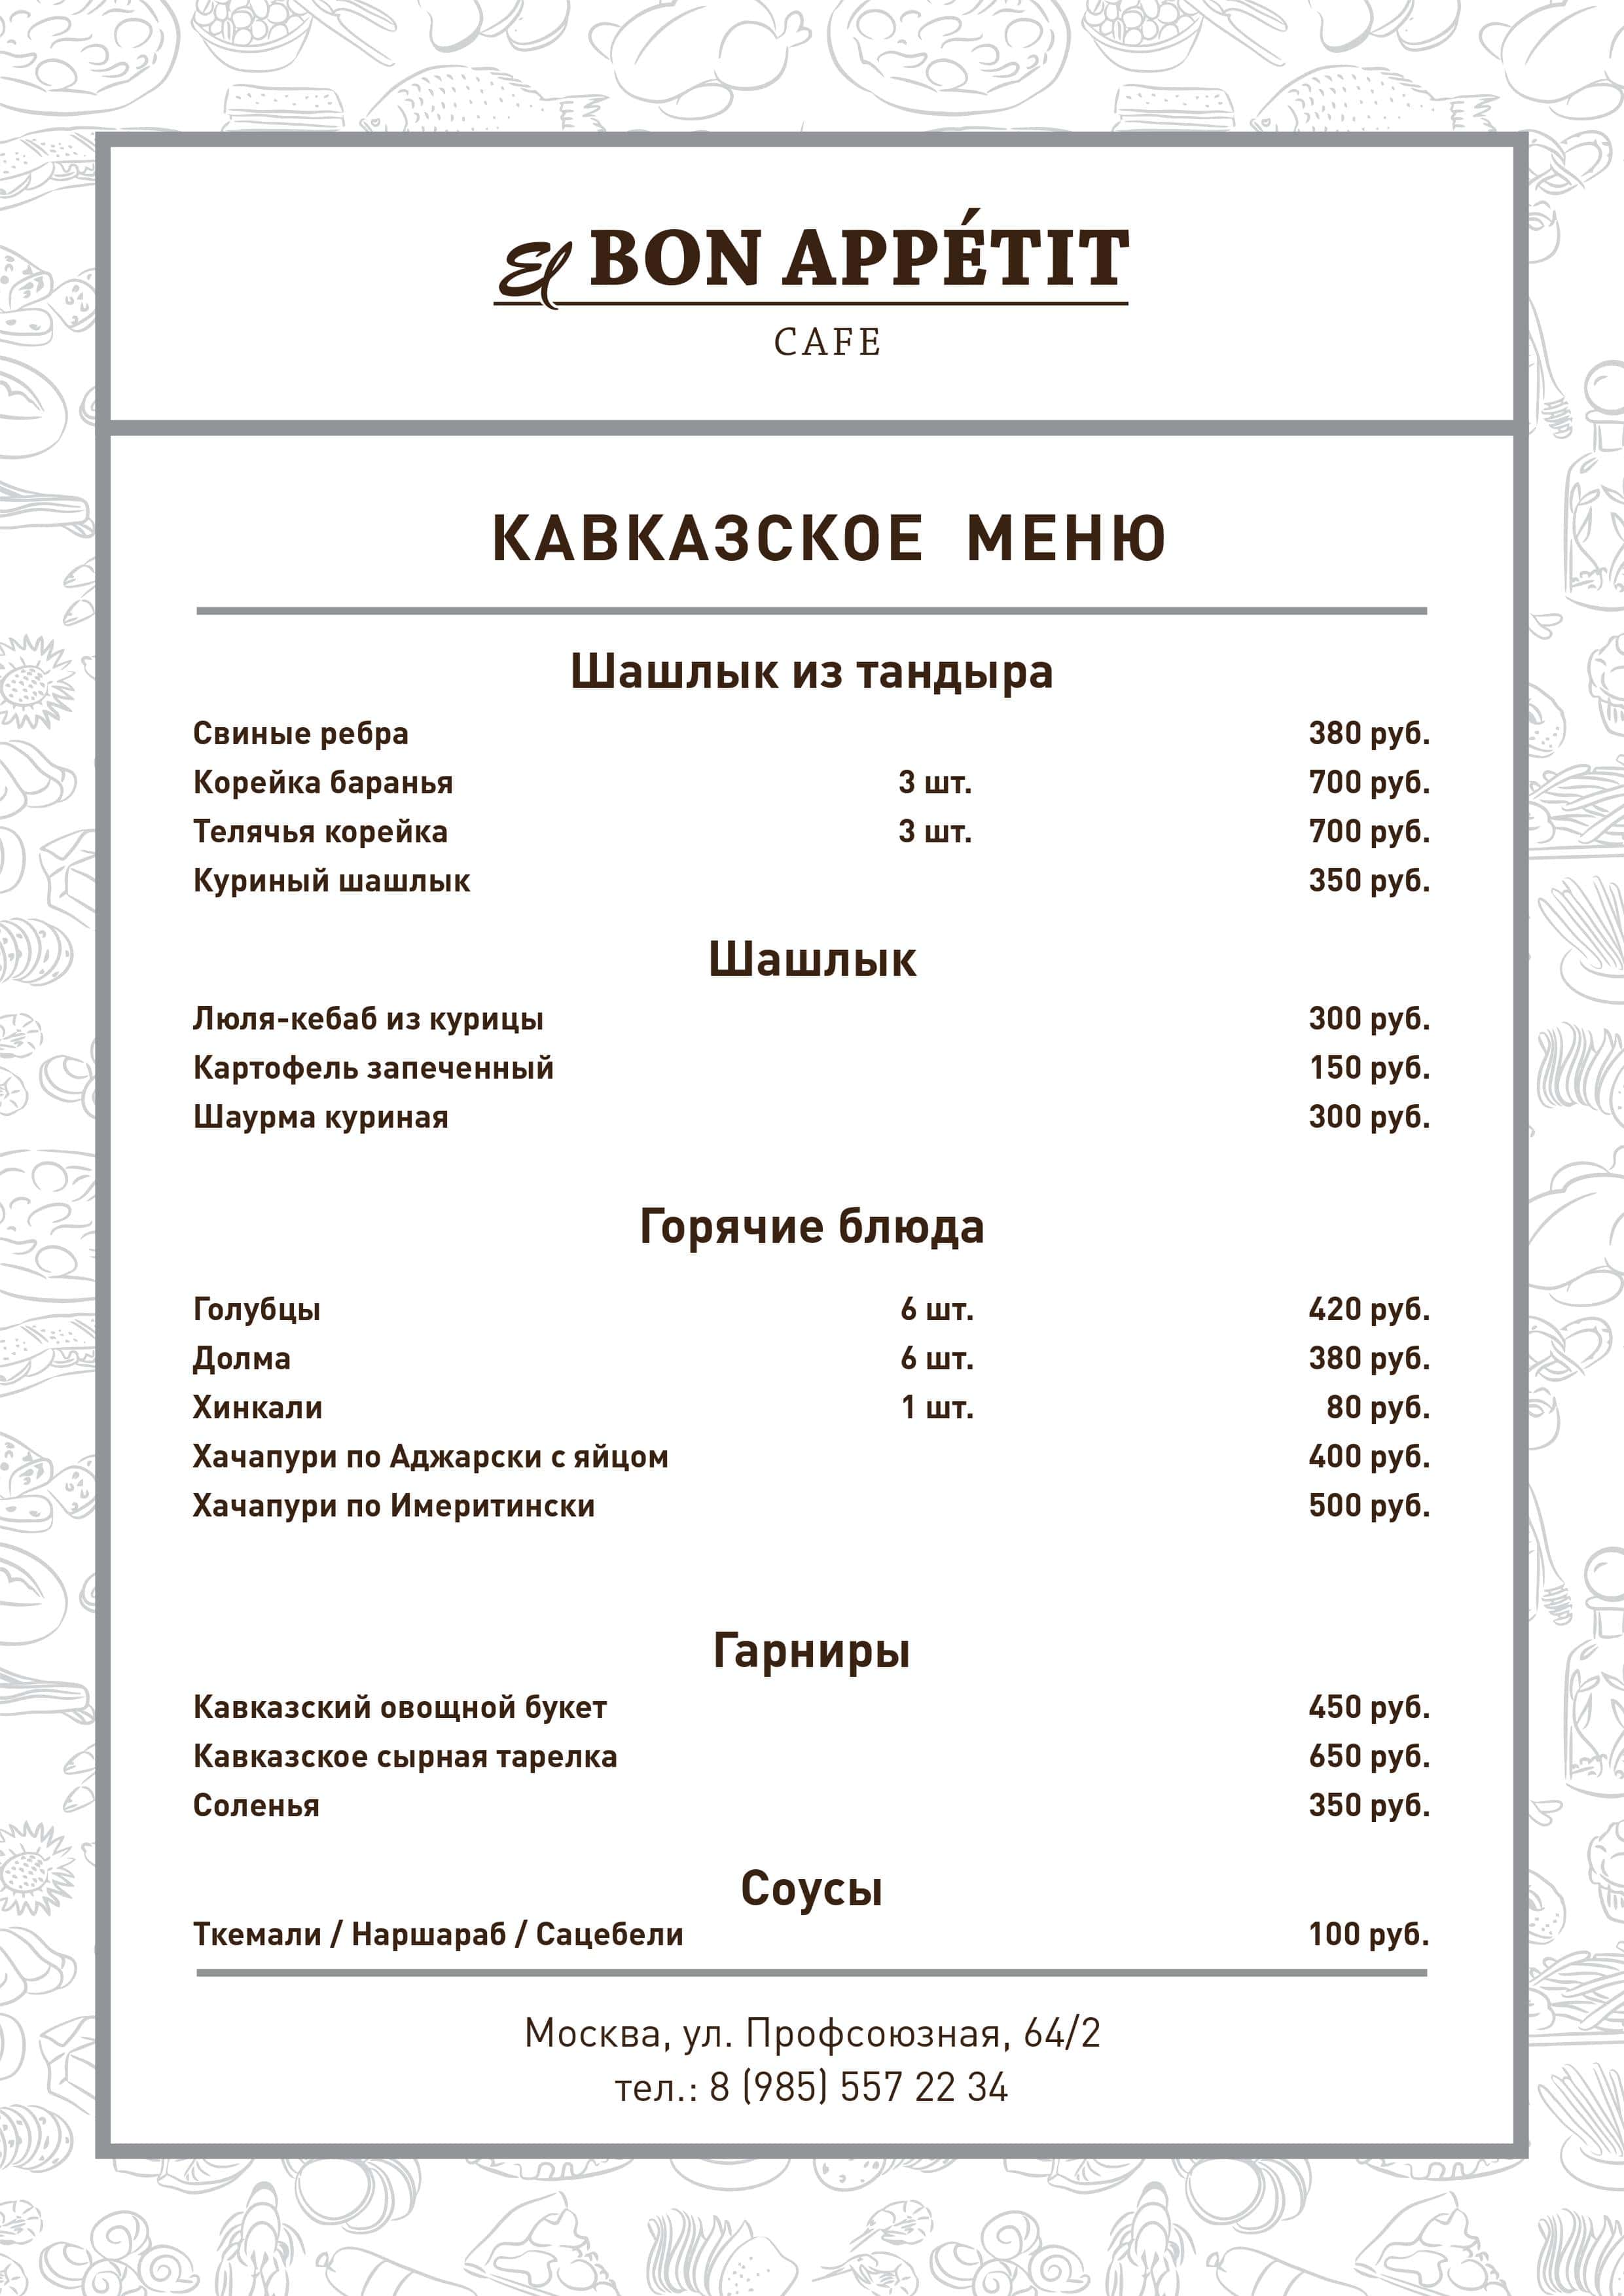 El BON APPÉTIT
CAFE
КАВКАЗСКОЕ МЕНЮ
Шашлык из тандыра
Свиные ребра 380 руб.
Корейка баранья 3 шт. 700 руб.
Телячья корейка 3 шт. 700 руб.
Куриный шашлык 350 руб.
Шашлык
Люля-кебаб из курицы 300 руб.
Картофель запеченный 150 руб.
Шаурма куриная 300 руб.
Горячие блюда
Голубцы 6 шт. 420 руб.
Долма 6 шт. 380 руб.
Хинкали 1 шт. 80 руб.
Хачапури по Аджарски с яйцом 400 руб.
Хачапури по Имеритински 500 руб.
Гарниры
Кавказский овощной букет 450 руб.
Кавказское сырная тарелка 650 руб.
Соленья 350 руб.
Соусы
Ткемали / Наршараб / Сацебели 100 руб.
Москва, ул. Профсоюзная, 64/2
тел.: 8 (985) 557 22 34